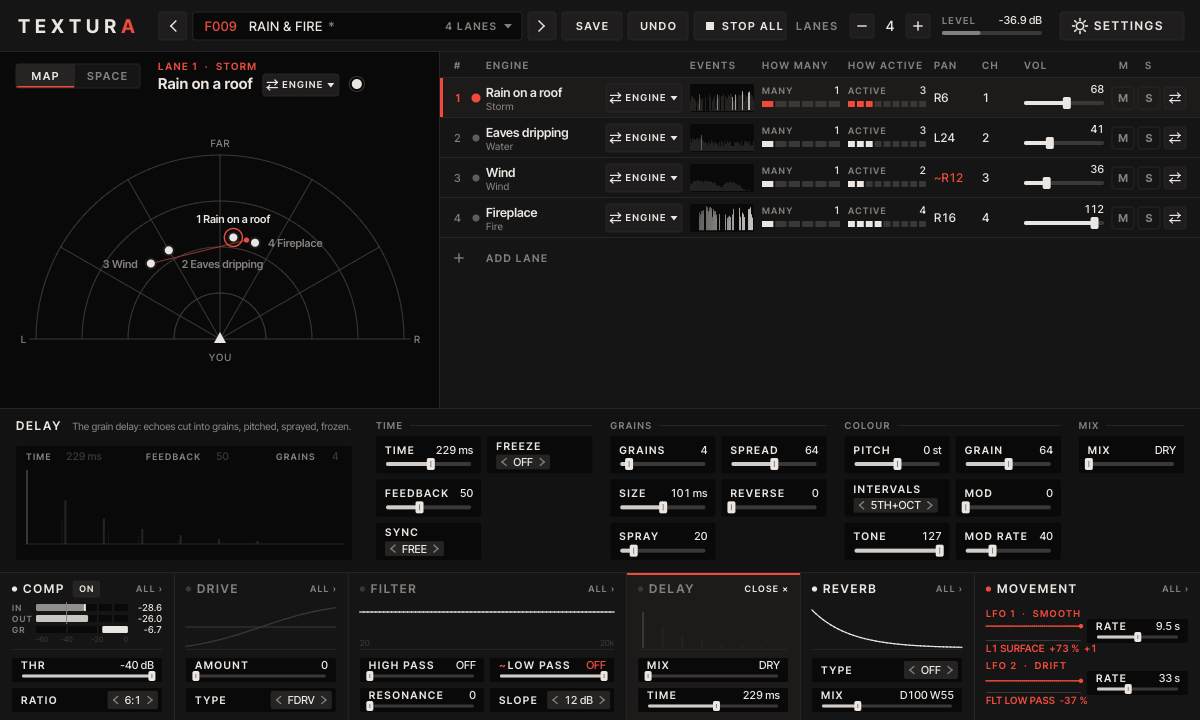 TEXTURA
F009 RAIN & FIRE * 4 LANES
SAVE UNDO STOP ALL LANES 4 LEVEL -36.9 dB SETTINGS
MAP SPACE
LANE 1 · STORM
Rain on a roof ENGINE
FAR
1 Rain on a roof
4 Fireplace
3 Wind 2 Eaves dripping
L R
YOU
# ENGINE EVENTS HOW MANY HOW ACTIVE PAN CH VOL M S
1 Rain on a roof Storm ENGINE MANY 1 ACTIVE 3 R6 1 68 M S
2 Eaves dripping Water ENGINE MANY 1 ACTIVE 3 L24 2 41 M S
3 Wind Wind ENGINE MANY 1 ACTIVE 2 ~R12 3 36 M S
4 Fireplace Fire ENGINE MANY 1 ACTIVE 4 R16 4 112 M S
+ ADD LANE
DELAY The grain delay: echoes cut into grains, pitched, sprayed, frozen.
TIME 229 ms FEEDBACK 50 GRAINS 4
TIME
TIME 229 ms FREEZE < OFF >
FEEDBACK 50
SYNC < FREE >
GRAINS
GRAINS 4 SPREAD 64
SIZE 101 ms REVERSE 0
SPRAY 20
COLOUR
PITCH 0 st GRAIN 64
INTERVALS < 5TH+OCT > MOD 0
TONE 127 MOD RATE 40
MIX
MIX DRY
COMP ON ALL ›
IN -28.6
OUT -26.0
GR -6.7
-60 -40 -20 0
THR -40 dB
RATIO < 6:1 >
DRIVE ALL ›
AMOUNT 0
TYPE < FDRV >
FILTER ALL ›
20 20k
HIGH PASS OFF ~LOW PASS OFF
RESONANCE 0 SLOPE < 12 dB >
DELAY CLOSE ×
MIX DRY
TIME 229 ms
REVERB ALL ›
TYPE < OFF >
MIX D100 W55
MOVEMENT ALL ›
LFO 1 · SMOOTH
RATE 9.5 s
L1 SURFACE +73 % +1
LFO 2 · DRIFT
RATE 33 s
FLT LOW PASS -37 %